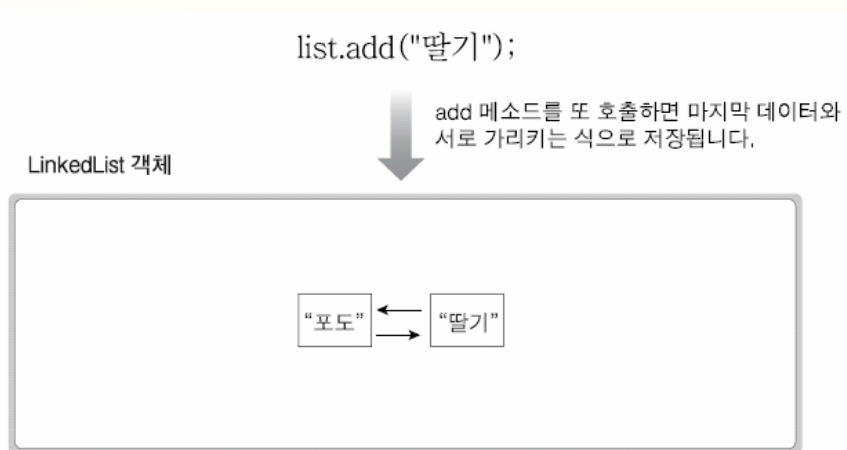 list.add("딸기");
add 메소드를 또 호출하면 마지막 데이터와
서로 가리키는 식으로 저장됩니다.
LinkedList 객체
“포도” “딸기”